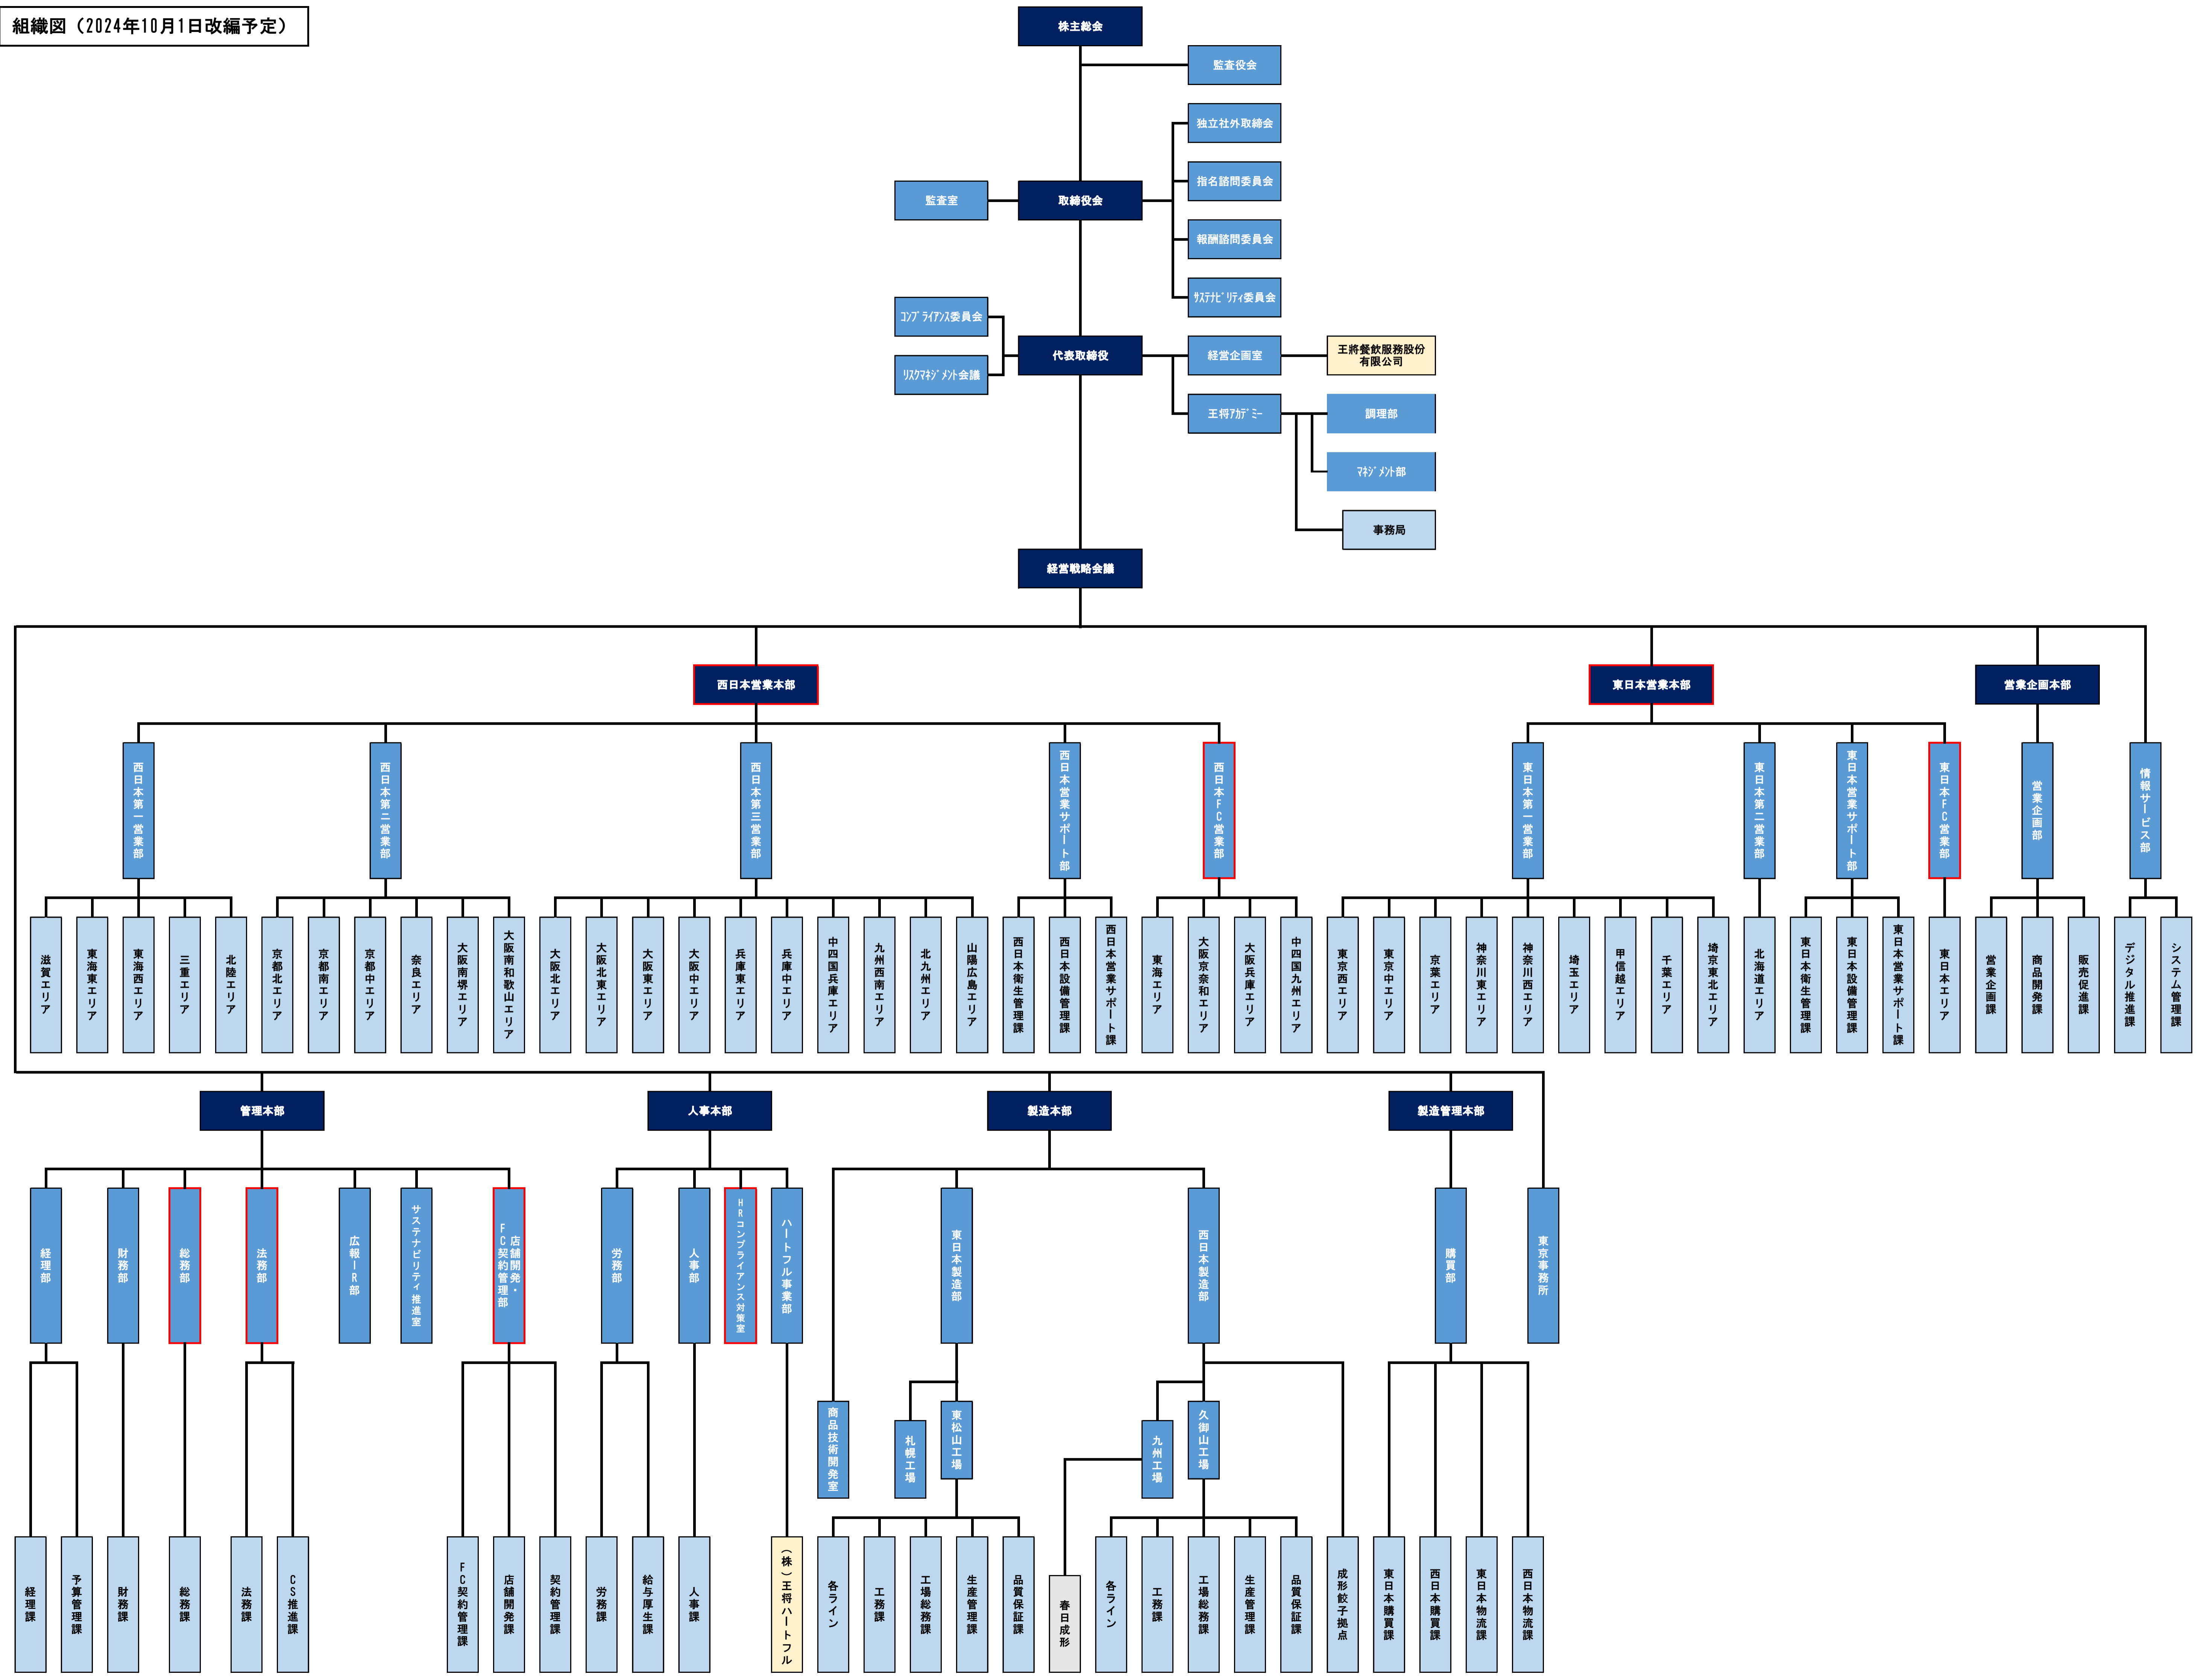 組織図（2024年10月1日改編予定）
株主総会
監査役会
独立社外取締会
指名諮問委員会
監査室
取締役会
報酬諮問委員会
ｻｽﾃﾅﾋﾞﾘﾃｨ委員会
ｺﾝﾌﾟﾗｲｱﾝｽ委員会
代表取締役
経営企画室
王將餐飲服務股份
有限公司
ﾘｽｸﾏﾈｼﾞﾒﾝﾄ会議
王将ｱｶﾃﾞﾐｰ
調理部
ﾏﾈｼﾞﾒﾝﾄ部
事務局
経営戦略会議
西日本営業本部
東日本営業本部
営業企画本部
西日本第一営業部
西日本第二営業部
西日本第三営業部
西日本営業サポート部
西日本FC営業部
東日本第一営業部
東日本第二営業部
東日本営業サポート部
東日本FC営業部
営業企画部
情報サービス部
滋賀エリア
東海東エリア
東海西エリア
三重エリア
北陸エリア
京都北エリア
京都南エリア
京都中エリア
奈良エリア
大阪南堺エリア
大阪南和歌山エリア
大阪北エリア
大阪北東エリア
大阪東エリア
大阪中エリア
兵庫東エリア
兵庫中エリア
中四国兵庫エリア
九州西南エリア
北九州エリア
山陽広島エリア
西日本衛生管理課
西日本設備管理課
西日本営業サポート課
東海エリア
大阪京奈和エリア
大阪兵庫エリア
中四国九州エリア
東京西エリア
東京中エリア
京葉エリア
神奈川東エリア
神奈川西エリア
埼玉エリア
甲信越エリア
千葉エリア
埼京東北エリア
北海道エリア
東日本衛生管理課
東日本設備管理課
東日本営業サポート課
東日本エリア
営業企画課
商品開発課
販売促進課
デジタル推進課
システム管理課
管理本部
人事本部
製造本部
製造管理本部
経理部
財務部
総務部
法務部
広報IR部
サステナビリティ推進室
店舗開発・
FC契約管理部
労務部
人事部
HRコンプライアンス対策室
ハートフル事業部
東日本製造部
西日本製造部
購買部
東京事務所
商品技術開発室
札幌工場
東松山工場
九州工場
久御山工場
経理課
予算管理課
財務課
総務課
法務課
CS推進課
FC契約管理課
店舗開発課
契約管理課
労務課
給与厚生課
人事課
（株）王将ハートフル
各ライン
工務課
工場総務課
生産管理課
品質保証課
春日成形
各ライン
工務課
工場総務課
生産管理課
品質保証課
成形餃子拠点
東日本購買課
西日本購買課
東日本物流課
西日本物流課